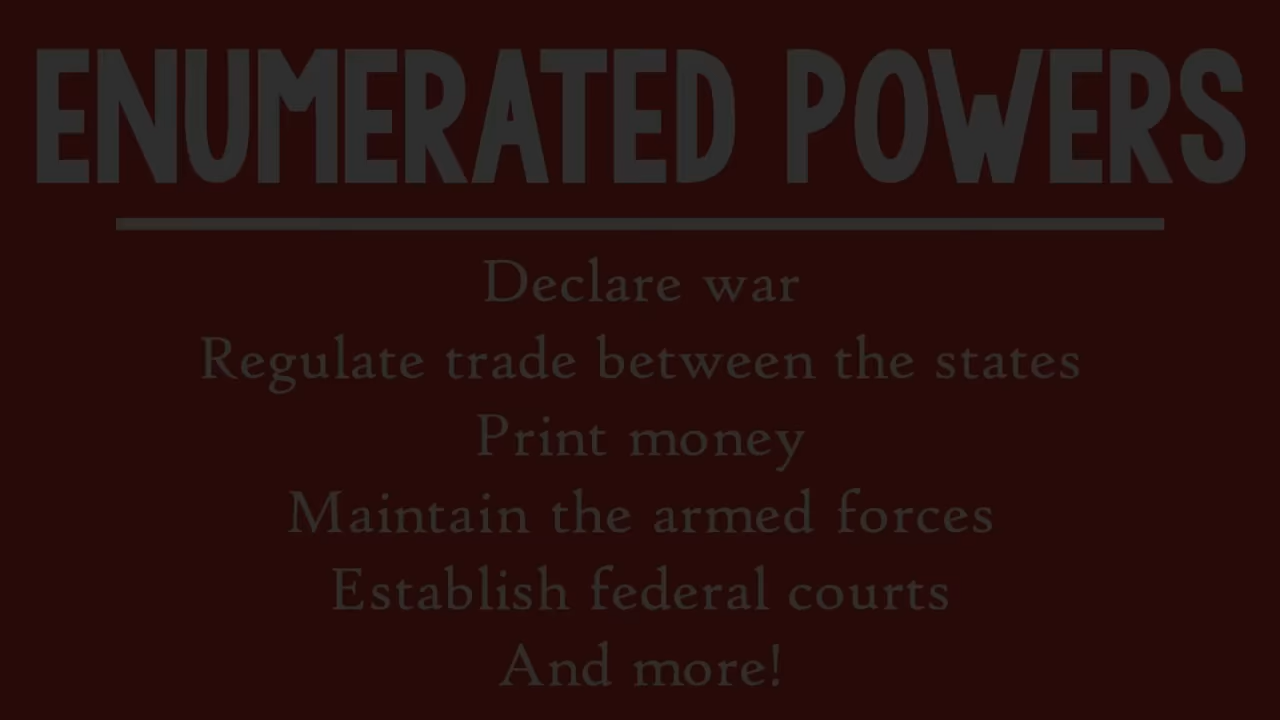 ENUMERATED POWERS
Declare war
Regulate trade between the states
Print money
Maintain the armed forces
Establish federal courts
And more!